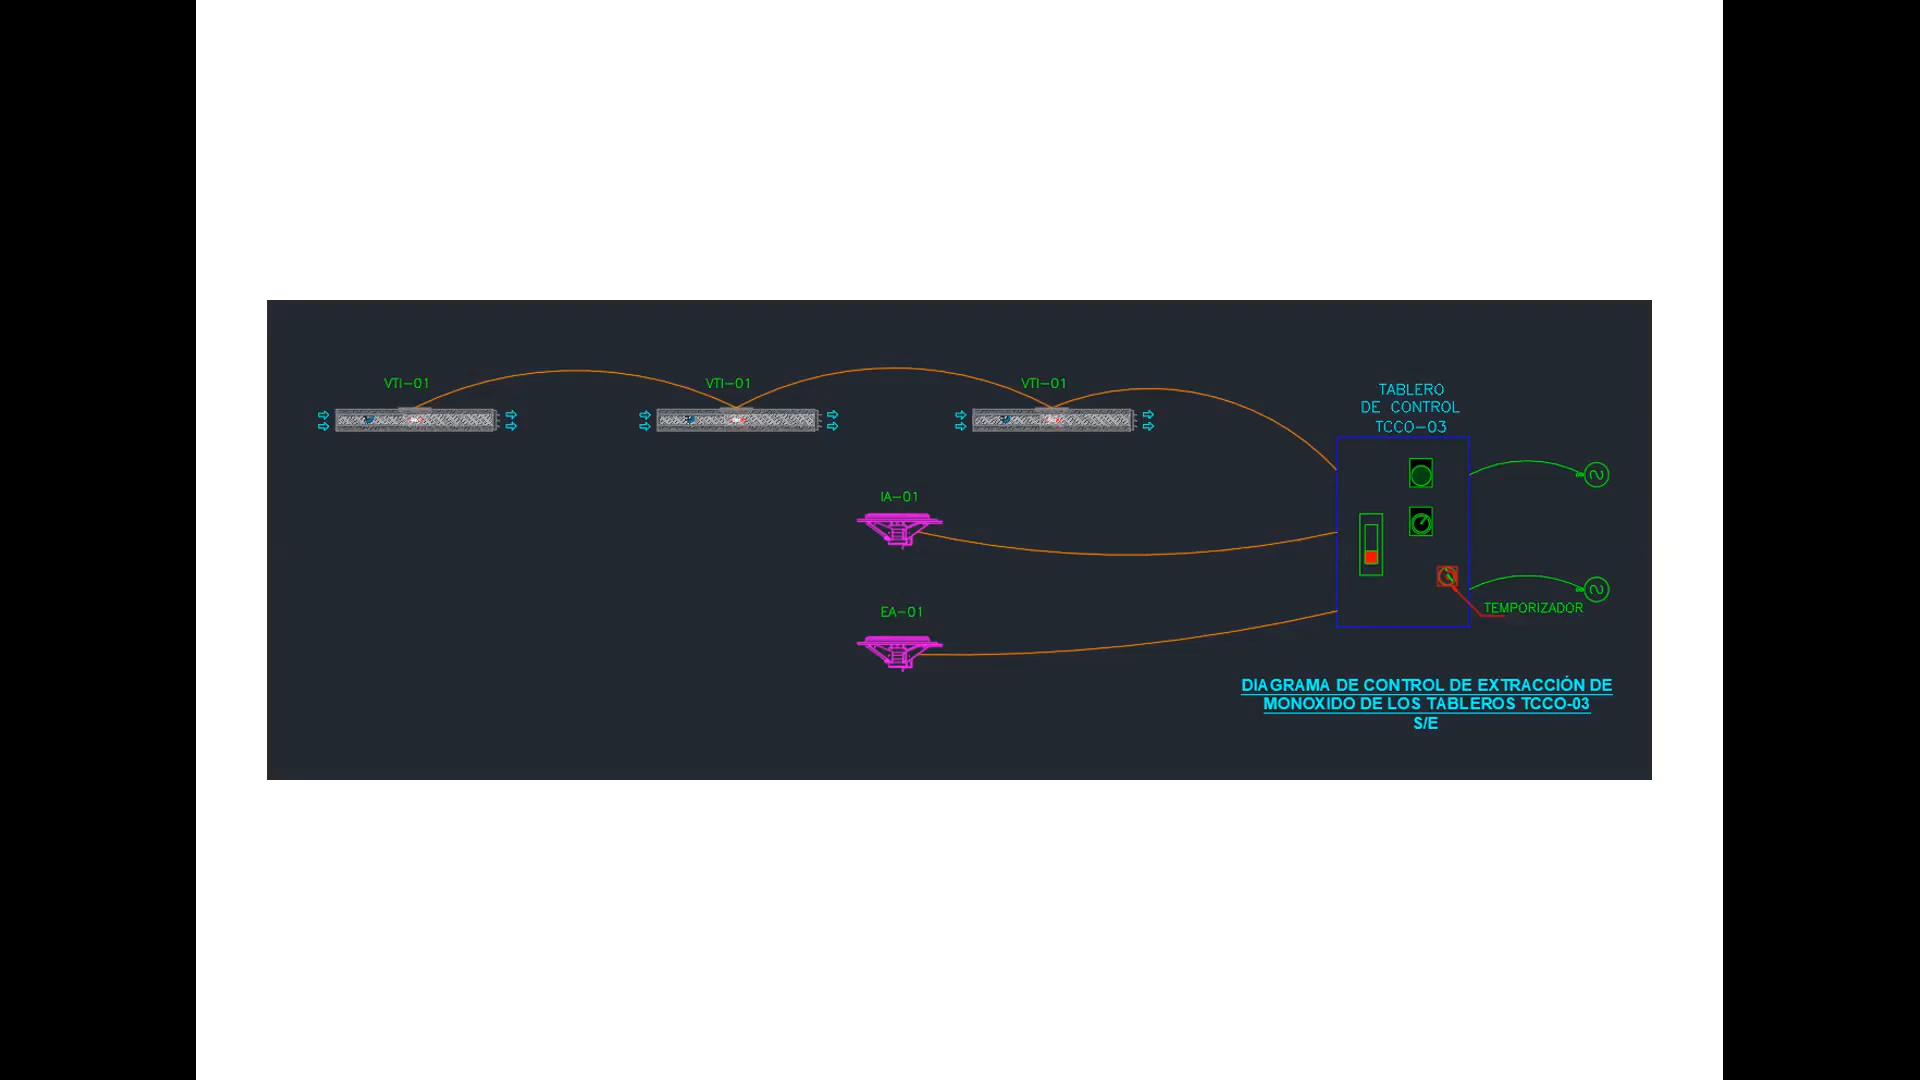 VTI-01
VTI-01
VTI-01
TABLERO
DE CONTROL
TCCO-03
IA-01
EA-01
TEMPORIZADOR
DIAGRAMA DE CONTROL DE EXTRACCIÓN DE
MONOXIDO DE LOS TABLEROS TCCO-03
S/E